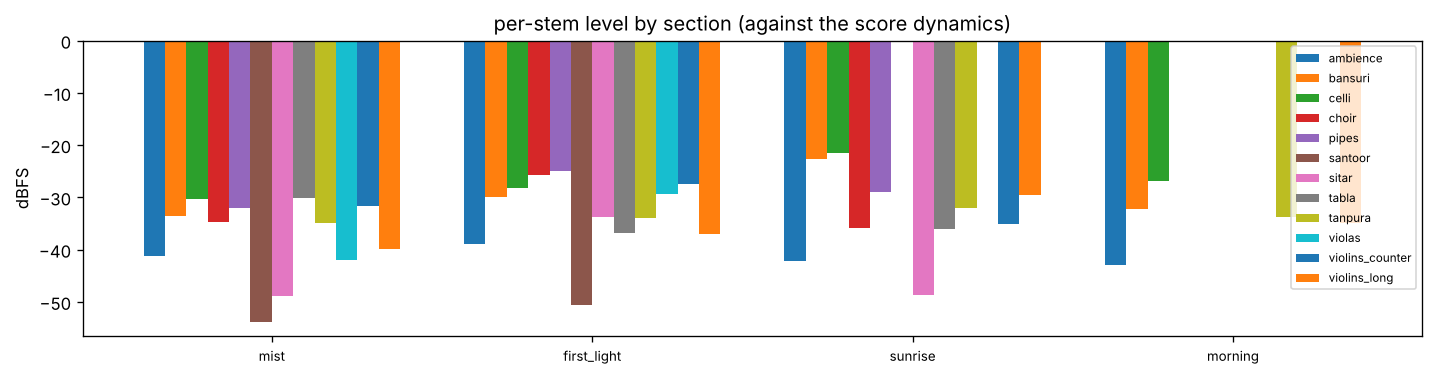 per-stem level by section (against the score dynamics)
dBFS
0
−10
−20
−30
−40
−50
mist
first_light
sunrise
morning
ambience
bansuri
celli
choir
pipes
santoor
sitar
tabla
tanpura
violas
violins_counter
violins_long